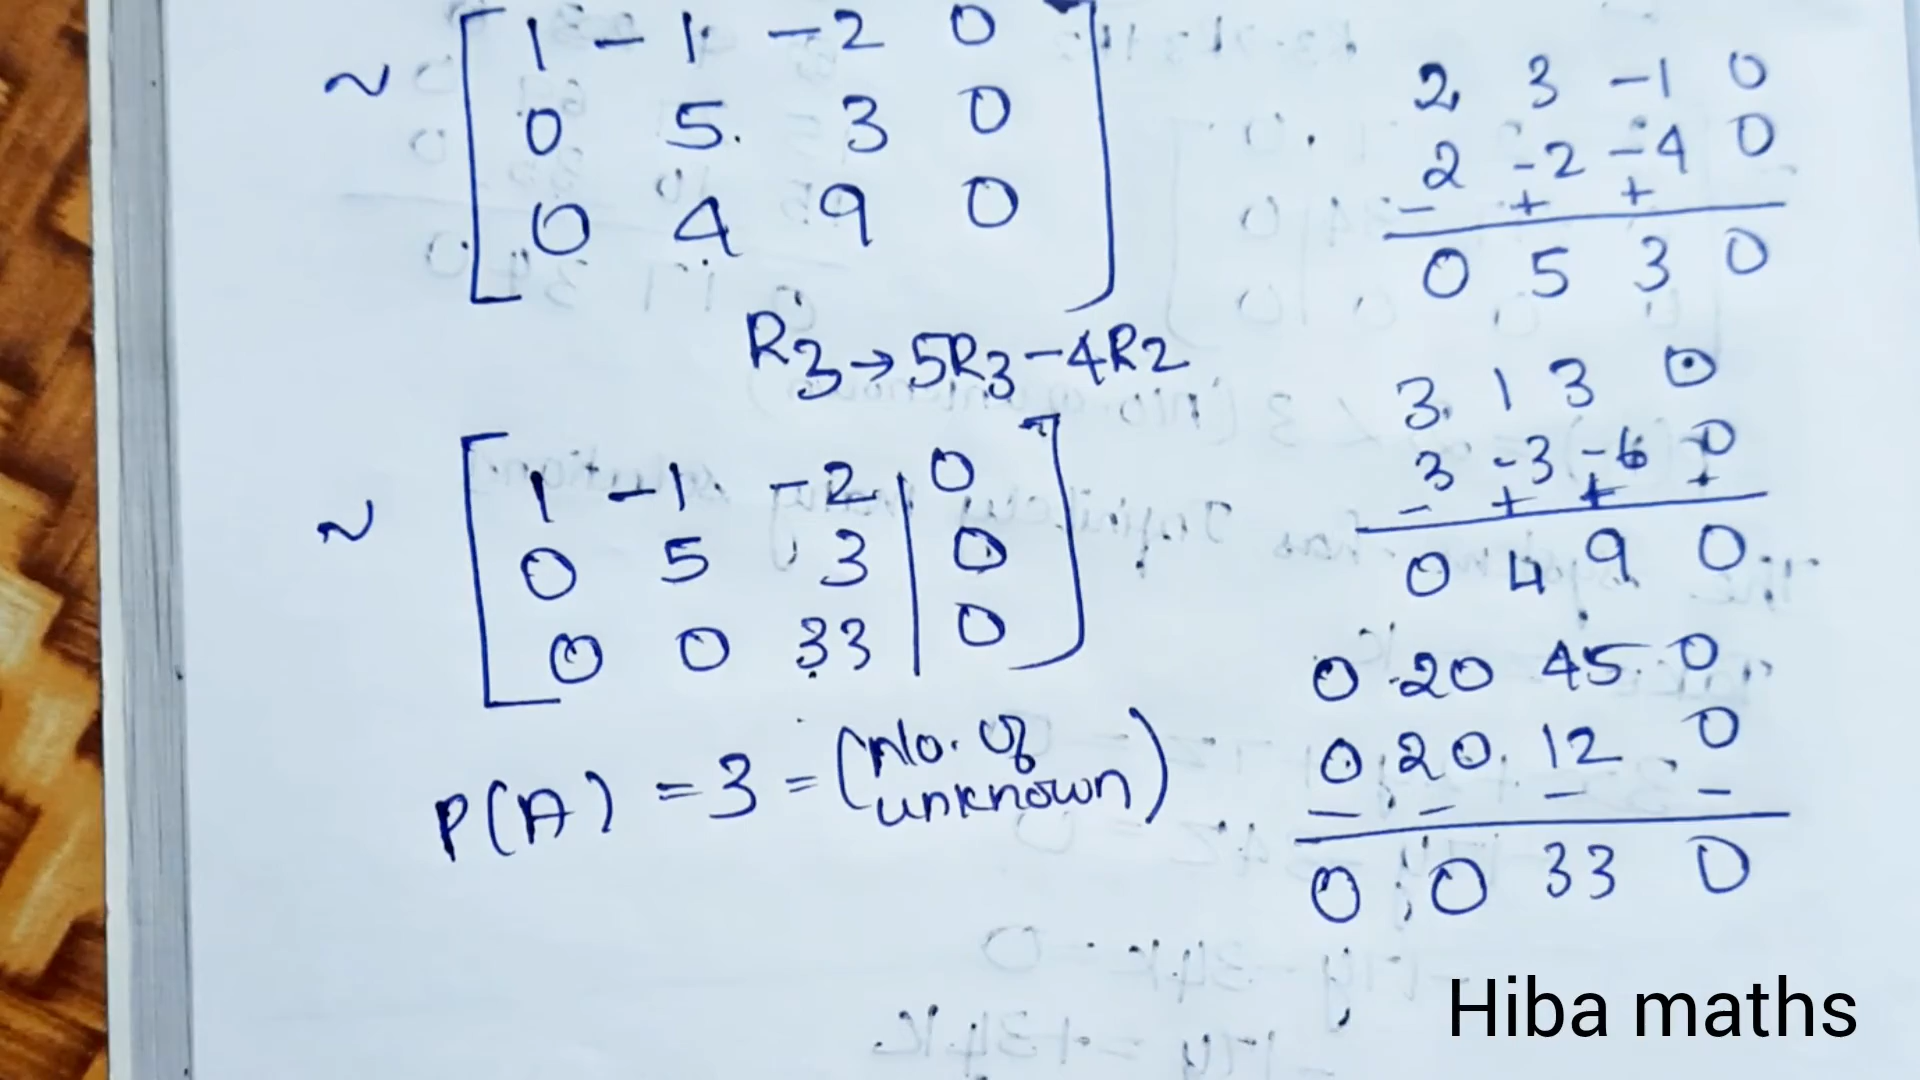 ~ [ 1 -1 -2 0
0 5 3 0
0 4 9 0 ]
R3 → 5R3 - 4R2
~ [ 1 -1 -2 | 0
0 5 3 | 0
0 0 33 | 0 ]
P(A) = 3 = (No. of
unknown)
2 3 -1 0
2 -2 -4 0
- + +
0 5 3 0
3 1 3 0
3 -3 -6 0
- + + +
0 4 9 0
0 20 45 0
0 20 12 0
- - - -
0 0 33 0
Hiba maths